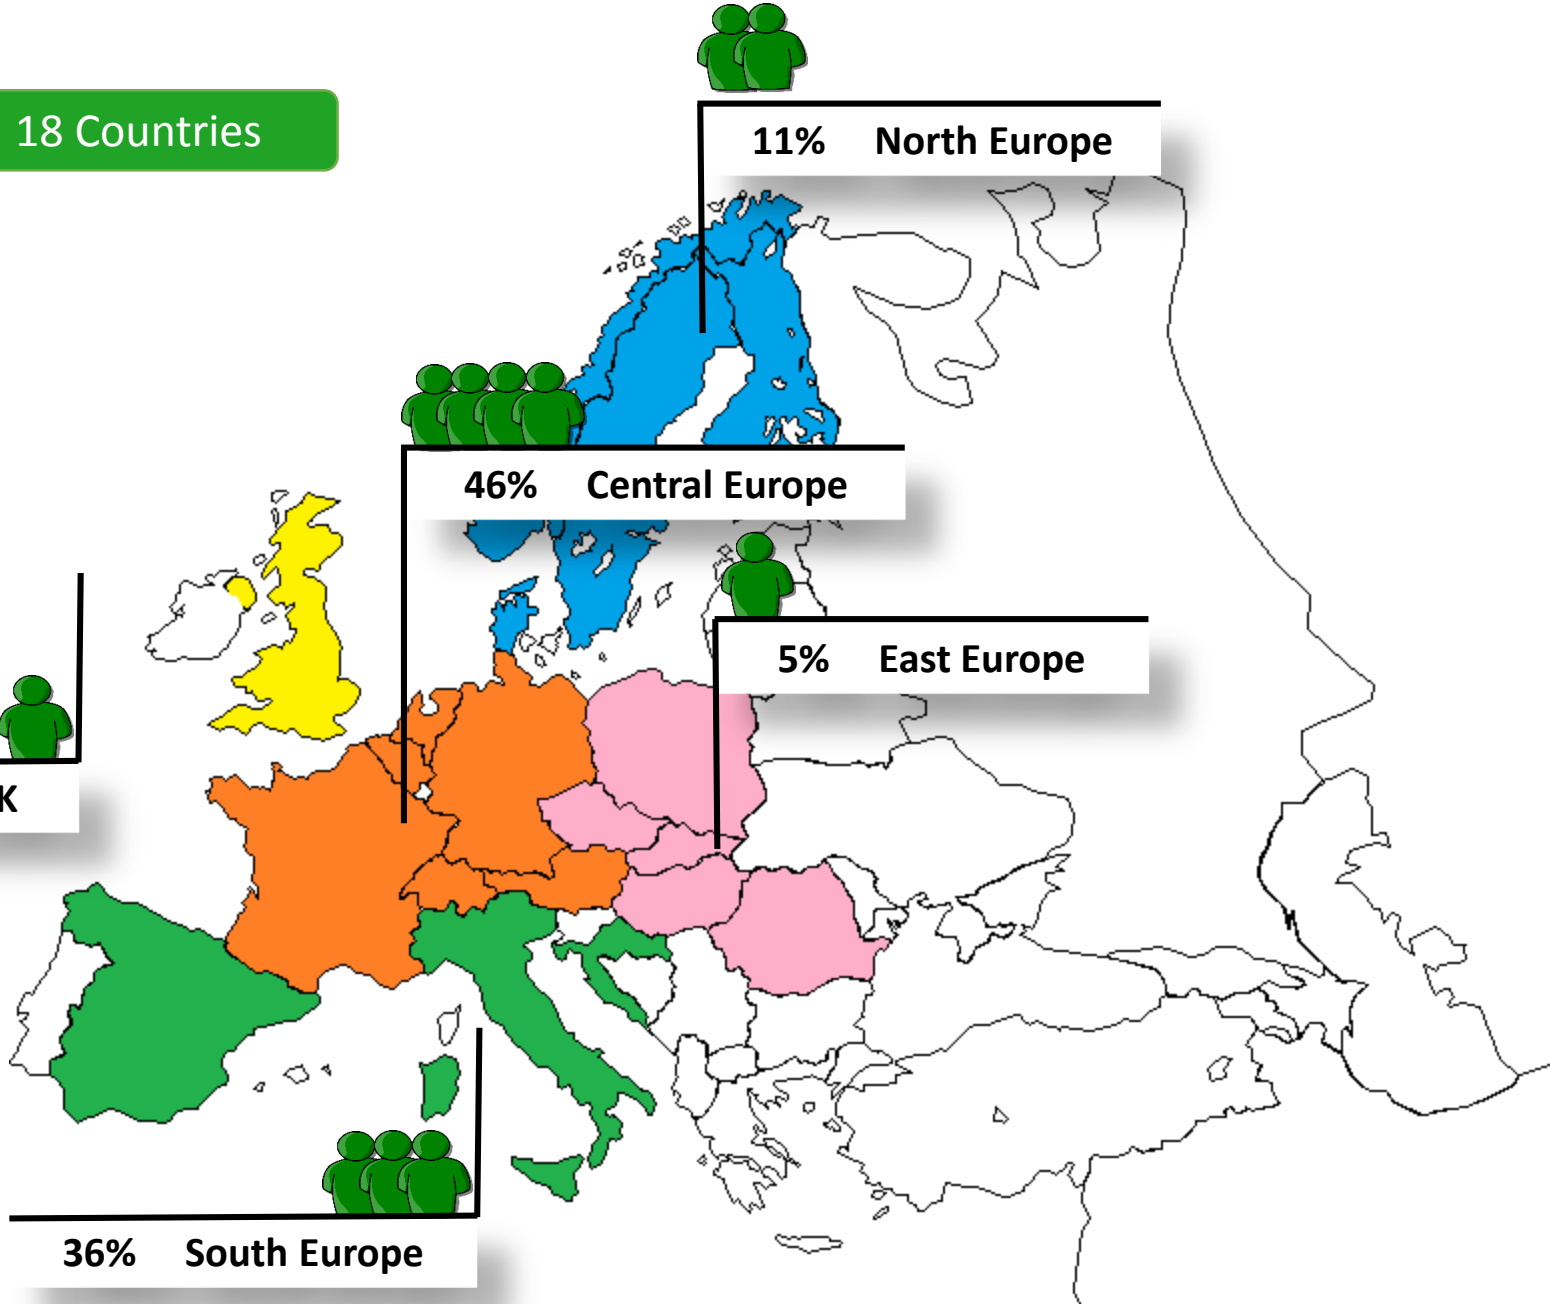 18 Countries
11% North Europe
46% Central Europe
5% East Europe
K
36% South Europe